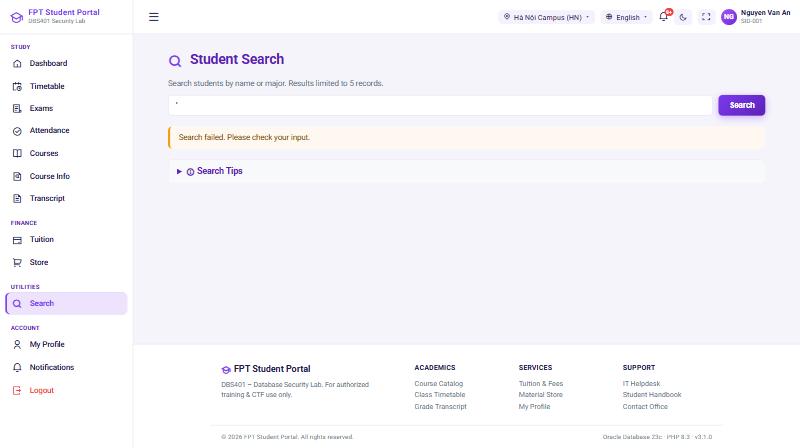 FPT Student Portal
DBS401 Security Lab
Hà Nội Campus (HN)
English
9+
NG
Nguyen Van An
SID-001
STUDY
Dashboard
Timetable
Exams
Attendance
Courses
Course Info
Transcript
FINANCE
Tuition
Store
UTILITIES
Search
ACCOUNT
My Profile
Notifications
Logout
Student Search
Search students by name or major. Results limited to 5 records.
'
Search
Search failed. Please check your input.
Search Tips
FPT Student Portal
DBS401 – Database Security Lab. For authorized
training & CTF use only.
ACADEMICS
Course Catalog
Class Timetable
Grade Transcript
SERVICES
Tuition & Fees
Material Store
My Profile
SUPPORT
IT Helpdesk
Student Handbook
Contact Office
© 2026 FPT Student Portal. All rights reserved.
Oracle Database 23c · PHP 8.3 · v3.1.0